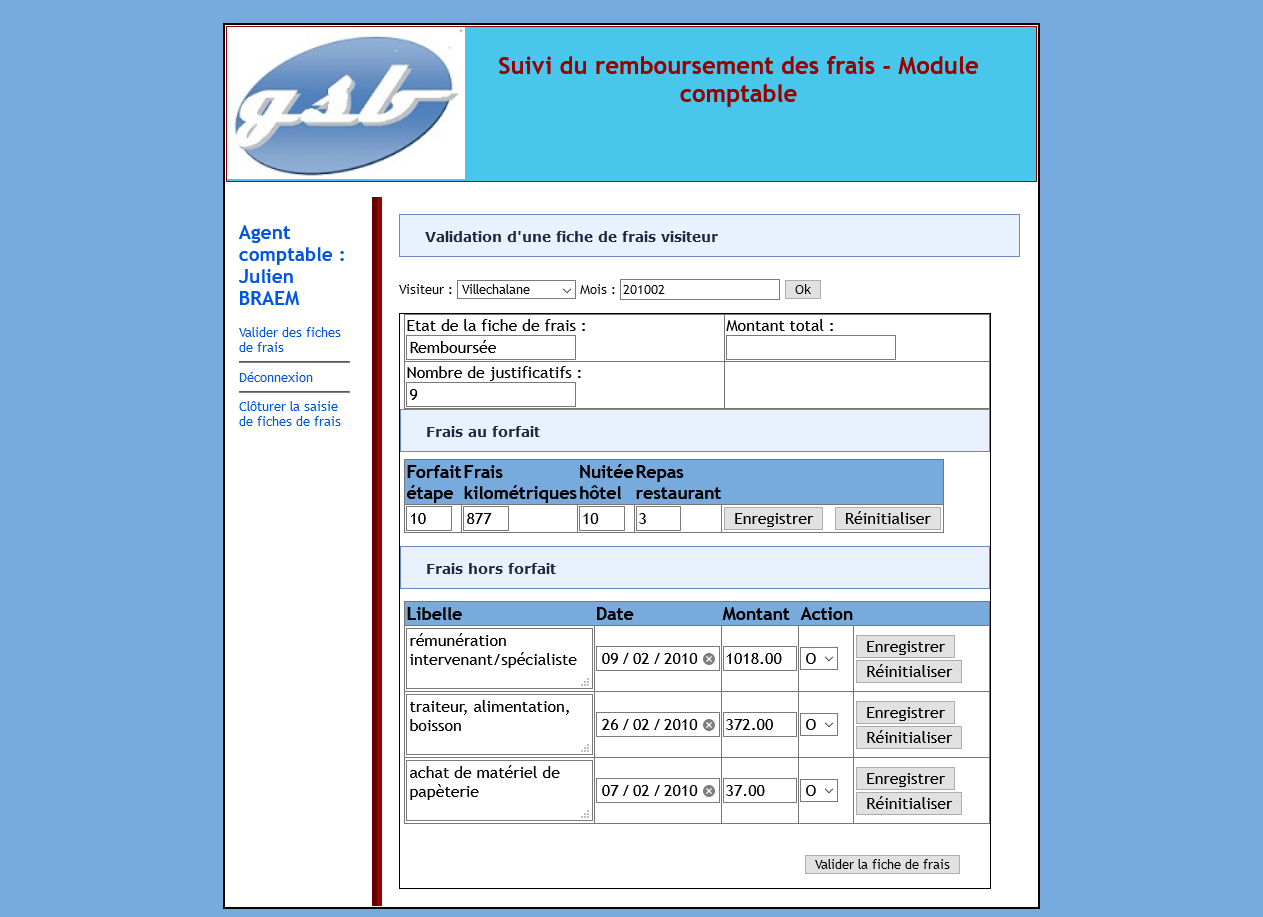 gsb
Suivi du remboursement des frais - Module
comptable
Agent
comptable :
Julien
BRAEM
Valider des fiches
de frais
Déconnexion
Clôturer la saisie
de fiches de frais
Validation d'une fiche de frais visiteur
Visiteur : Villechalane Mois : 201002 Ok
Etat de la fiche de frais : Montant total :
Remboursée
Nombre de justificatifs :
9
Frais au forfait
Forfait Frais Nuitée Repas
étape kilométriques hôtel restaurant
10 877 10 3 Enregistrer Réinitialiser
Frais hors forfait
Libelle Date Montant Action
rémunération
intervenant/spécialiste 09 / 02 / 2010 1018.00 O Enregistrer
Réinitialiser
traiteur, alimentation,
boisson 26 / 02 / 2010 372.00 O Enregistrer
Réinitialiser
achat de matériel de
papèterie 07 / 02 / 2010 37.00 O Enregistrer
Réinitialiser
Valider la fiche de frais